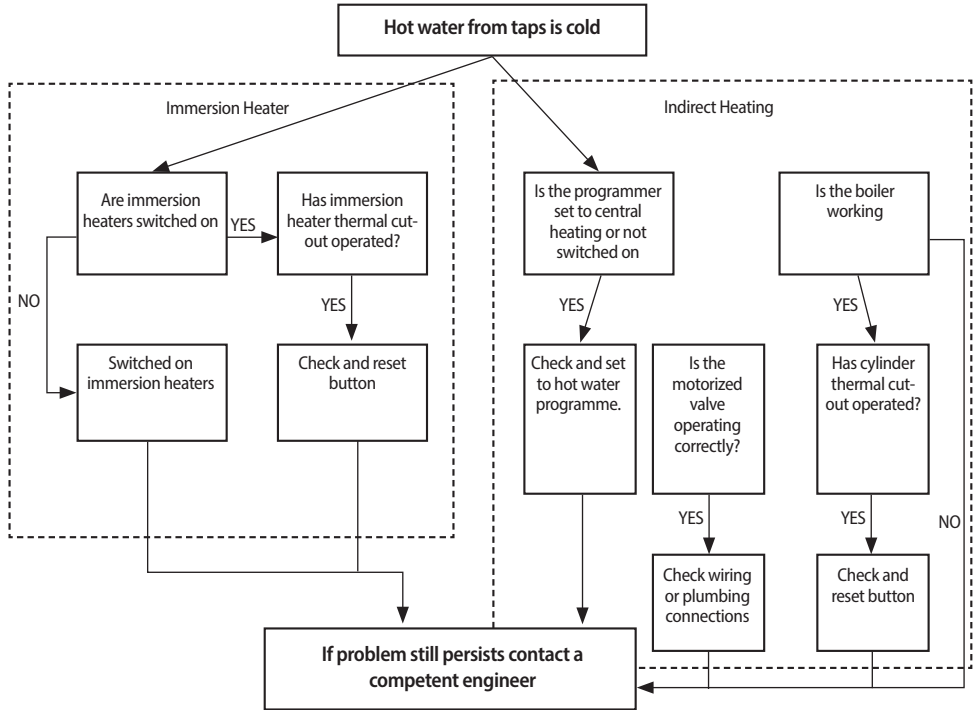 Hot water from taps is cold
Immersion Heater
Are immersion
heaters switched on
YES
Has immersion
heater thermal cut-
out operated?
NO
YES
Switched on
immersion heaters
Check and reset
button
Indirect Heating
Is the programmer
set to central
heating or not
switched on
Is the boiler
working
YES
YES
Check and set
to hot water
programme.
Is the
motorized
valve
operating
correctly?
Has cylinder
thermal cut-
out operated?
YES
YES
NO
Check wiring
or plumbing
connections
Check and
reset button
If problem still persists contact a
competent engineer